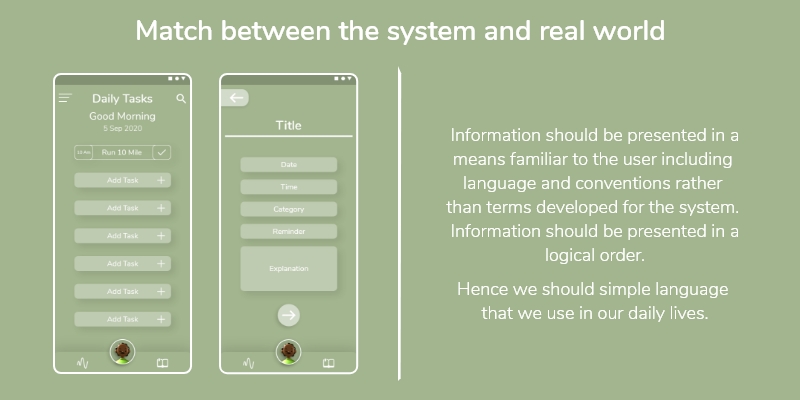 Match between the system and real world
Daily Tasks
Good Morning
5 Sep 2020
Run 10 Mile
Add Task
Add Task
Add Task
Add Task
Add Task
Add Task
Title
Date
Time
Category
Reminder
Explanation
Information should be presented in a
means familiar to the user including
language and conventions rather
than terms developed for the system.
Information should be presented in a
logical order.
Hence we should simple language
that we use in our daily lives.